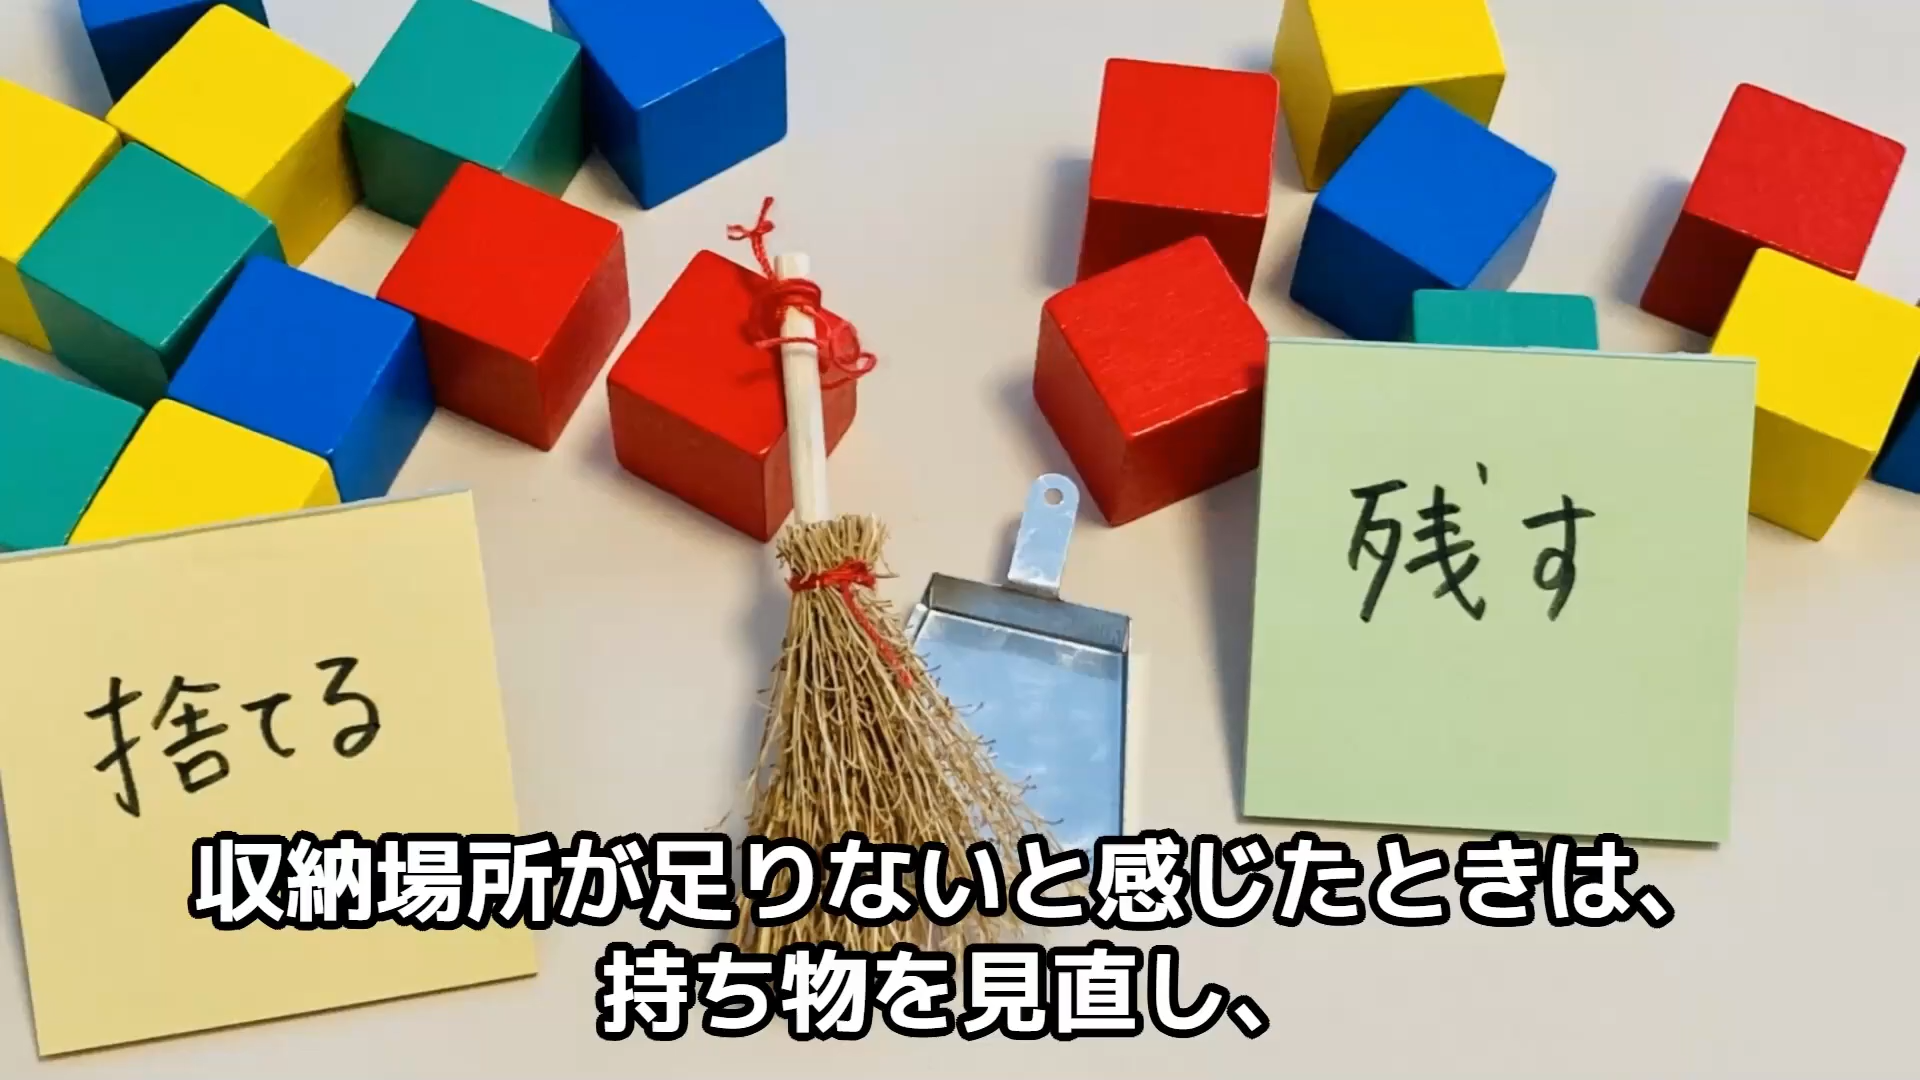 残す
捨てる
収納場所が足りないと感じたときは、
持ち物を見直し、